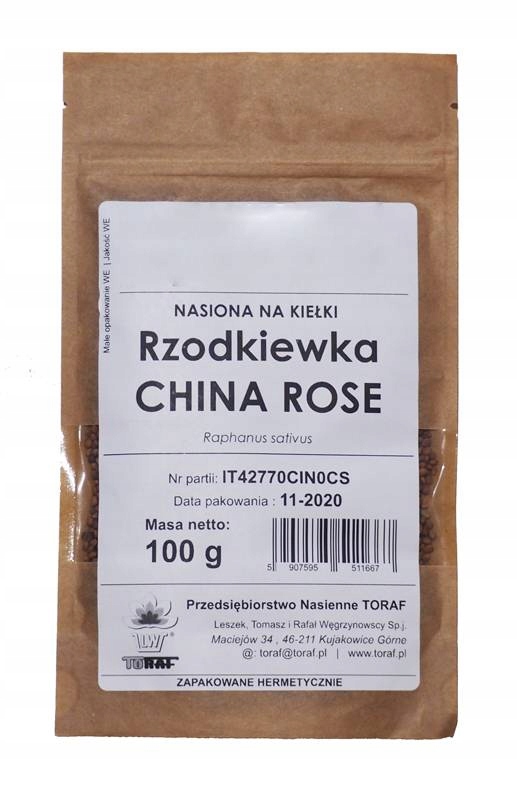 Małe opakowanie WE | Jakość WE
NASIONA NA KIEŁKI
Rzodkiewka
CHINA ROSE
Raphanus sativus
Nr partii: IT42770CIN0CS
Data pakowania : 11-2020
Masa netto:
100 g
5 907595 511667
Przedsiębiorstwo Nasienne TORAF
Leszek, Tomasz i Rafał Węgrzynowscy Sp.j.
Maciejów 34 , 46-211 Kujakowice Górne
@: toraf@toraf.pl | www.toraf.pl
LWT
TORAF
ZAPAKOWANE HERMETYCZNIE